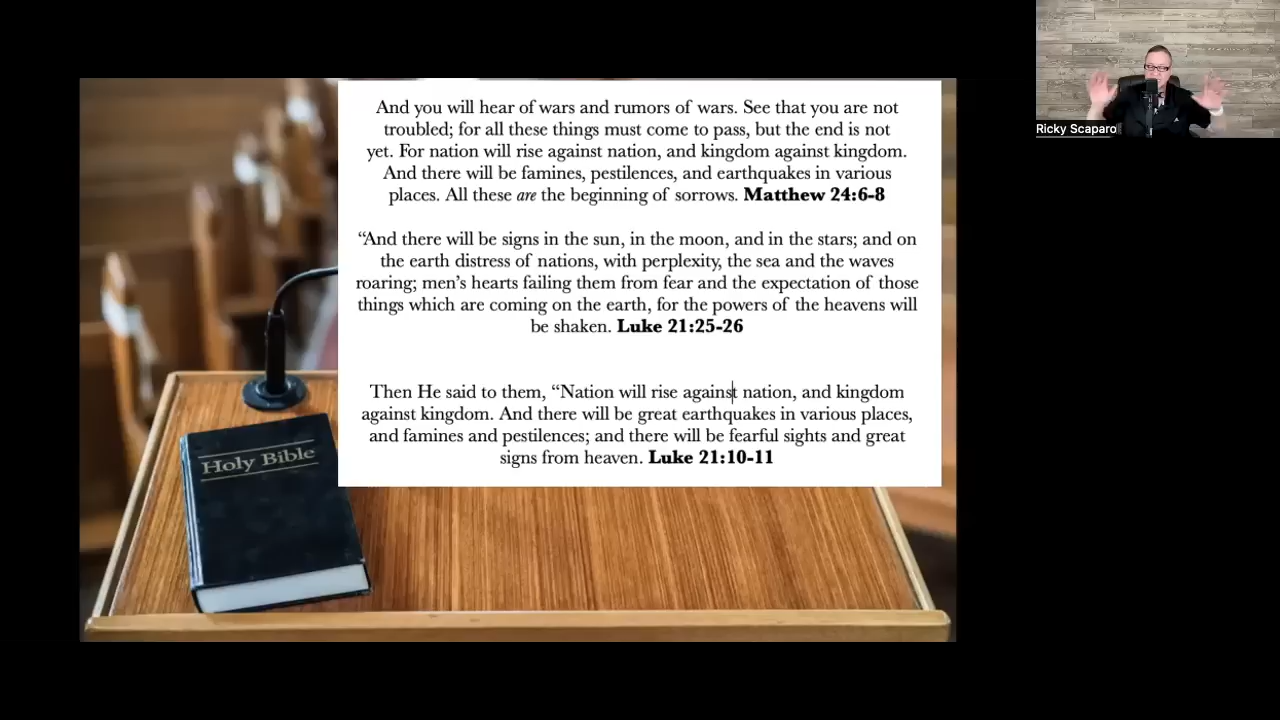 And you will hear of wars and rumors of wars. See that you are not
troubled; for all these things must come to pass, but the end is not
yet. For nation will rise against nation, and kingdom against kingdom.
And there will be famines, pestilences, and earthquakes in various
places. All these are the beginning of sorrows. Matthew 24:6-8
“And there will be signs in the sun, in the moon, and in the stars; and on
the earth distress of nations, with perplexity, the sea and the waves
roaring; men’s hearts failing them from fear and the expectation of those
things which are coming on the earth, for the powers of the heavens will
be shaken. Luke 21:25-26
Then He said to them, “Nation will rise against nation, and kingdom
against kingdom. And there will be great earthquakes in various places,
and famines and pestilences; and there will be fearful sights and great
signs from heaven. Luke 21:10-11
Holy Bible
Ricky Scaparo